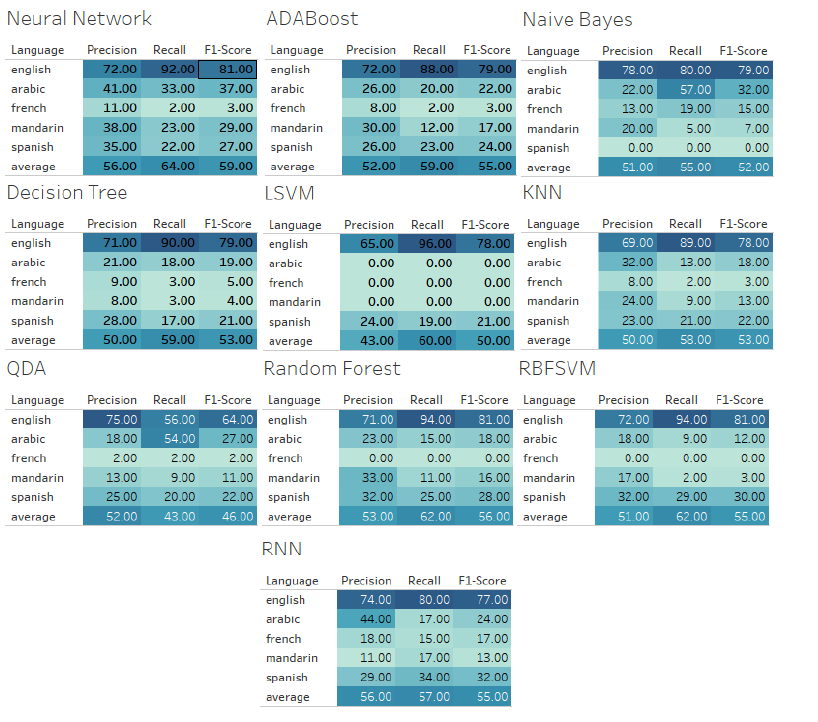 Neural Network
Language Precision Recall F1-Score
english 72.00 92.00 81.00
arabic 41.00 33.00 37.00
french 11.00 2.00 3.00
mandarin 38.00 23.00 29.00
spanish 35.00 22.00 27.00
average 56.00 64.00 59.00
ADABoost
Language Precision Recall F1-Score
english 72.00 88.00 79.00
arabic 26.00 20.00 22.00
french 8.00 2.00 3.00
mandarin 30.00 12.00 17.00
spanish 26.00 23.00 24.00
average 52.00 59.00 55.00
Naive Bayes
Language Precision Recall F1-Score
english 78.00 80.00 79.00
arabic 22.00 57.00 32.00
french 13.00 19.00 15.00
mandarin 20.00 5.00 7.00
spanish 0.00 0.00 0.00
average 51.00 55.00 52.00
Decision Tree
Language Precision Recall F1-Score
english 71.00 90.00 79.00
arabic 21.00 18.00 19.00
french 9.00 3.00 5.00
mandarin 8.00 3.00 4.00
spanish 28.00 17.00 21.00
average 50.00 59.00 53.00
LSVM
Language Precision Recall F1-Score
english 65.00 96.00 78.00
arabic 0.00 0.00 0.00
french 0.00 0.00 0.00
mandarin 0.00 0.00 0.00
spanish 24.00 19.00 21.00
average 43.00 60.00 50.00
KNN
Language Precision Recall F1-Score
english 69.00 89.00 78.00
arabic 32.00 13.00 18.00
french 8.00 2.00 3.00
mandarin 24.00 9.00 13.00
spanish 23.00 21.00 22.00
average 50.00 58.00 53.00
QDA
Language Precision Recall F1-Score
english 75.00 56.00 64.00
arabic 18.00 54.00 27.00
french 2.00 2.00 2.00
mandarin 13.00 9.00 11.00
spanish 25.00 20.00 22.00
average 52.00 43.00 46.00
Random Forest
Language Precision Recall F1-Score
english 71.00 94.00 81.00
arabic 23.00 15.00 18.00
french 0.00 0.00 0.00
mandarin 33.00 11.00 16.00
spanish 32.00 25.00 28.00
average 53.00 62.00 56.00
RBFSVM
Language Precision Recall F1-Score
english 72.00 94.00 81.00
arabic 18.00 9.00 12.00
french 0.00 0.00 0.00
mandarin 17.00 2.00 3.00
spanish 32.00 29.00 30.00
average 51.00 62.00 55.00
RNN
Language Precision Recall F1-Score
english 74.00 80.00 77.00
arabic 44.00 17.00 24.00
french 18.00 15.00 17.00
mandarin 11.00 17.00 13.00
spanish 29.00 34.00 32.00
average 56.00 57.00 55.00